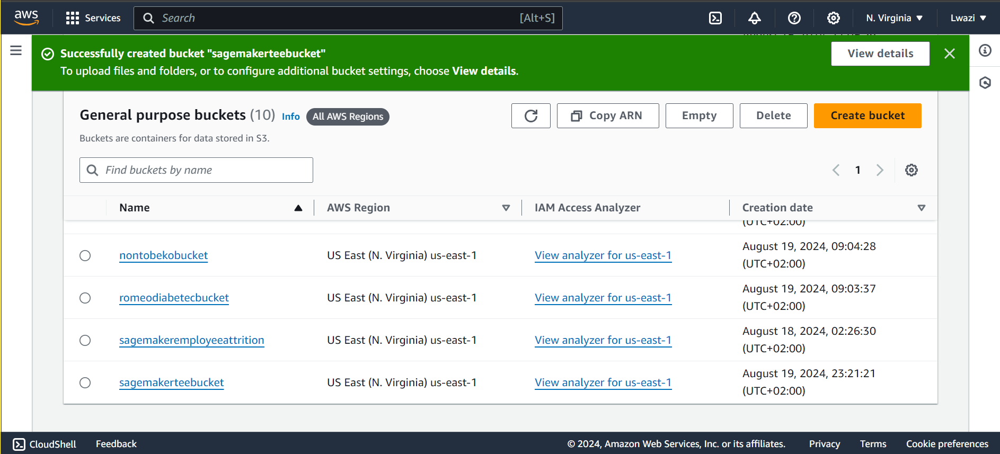 aws Services Search [Alt+S] N. Virginia Lwazi
Successfully created bucket "sagemakerteebucket"
To upload files and folders, or to configure additional bucket settings, choose View details.
View details
General purpose buckets (10) Info All AWS Regions
Copy ARN Empty Delete Create bucket
Buckets are containers for data stored in S3.
Find buckets by name
1
Name AWS Region IAM Access Analyzer Creation date
(UTC+02:00)
nontobekobucket US East (N. Virginia) us-east-1 View analyzer for us-east-1 August 19, 2024, 09:04:28
(UTC+02:00)
romeodiabetecbucket US East (N. Virginia) us-east-1 View analyzer for us-east-1 August 19, 2024, 09:03:37
(UTC+02:00)
sagemakeremployeeattrition US East (N. Virginia) us-east-1 View analyzer for us-east-1 August 18, 2024, 02:26:30
(UTC+02:00)
sagemakerteebucket US East (N. Virginia) us-east-1 View analyzer for us-east-1 August 19, 2024, 23:21:21
(UTC+02:00)
CloudShell Feedback © 2024, Amazon Web Services, Inc. or its affiliates. Privacy Terms Cookie preferences